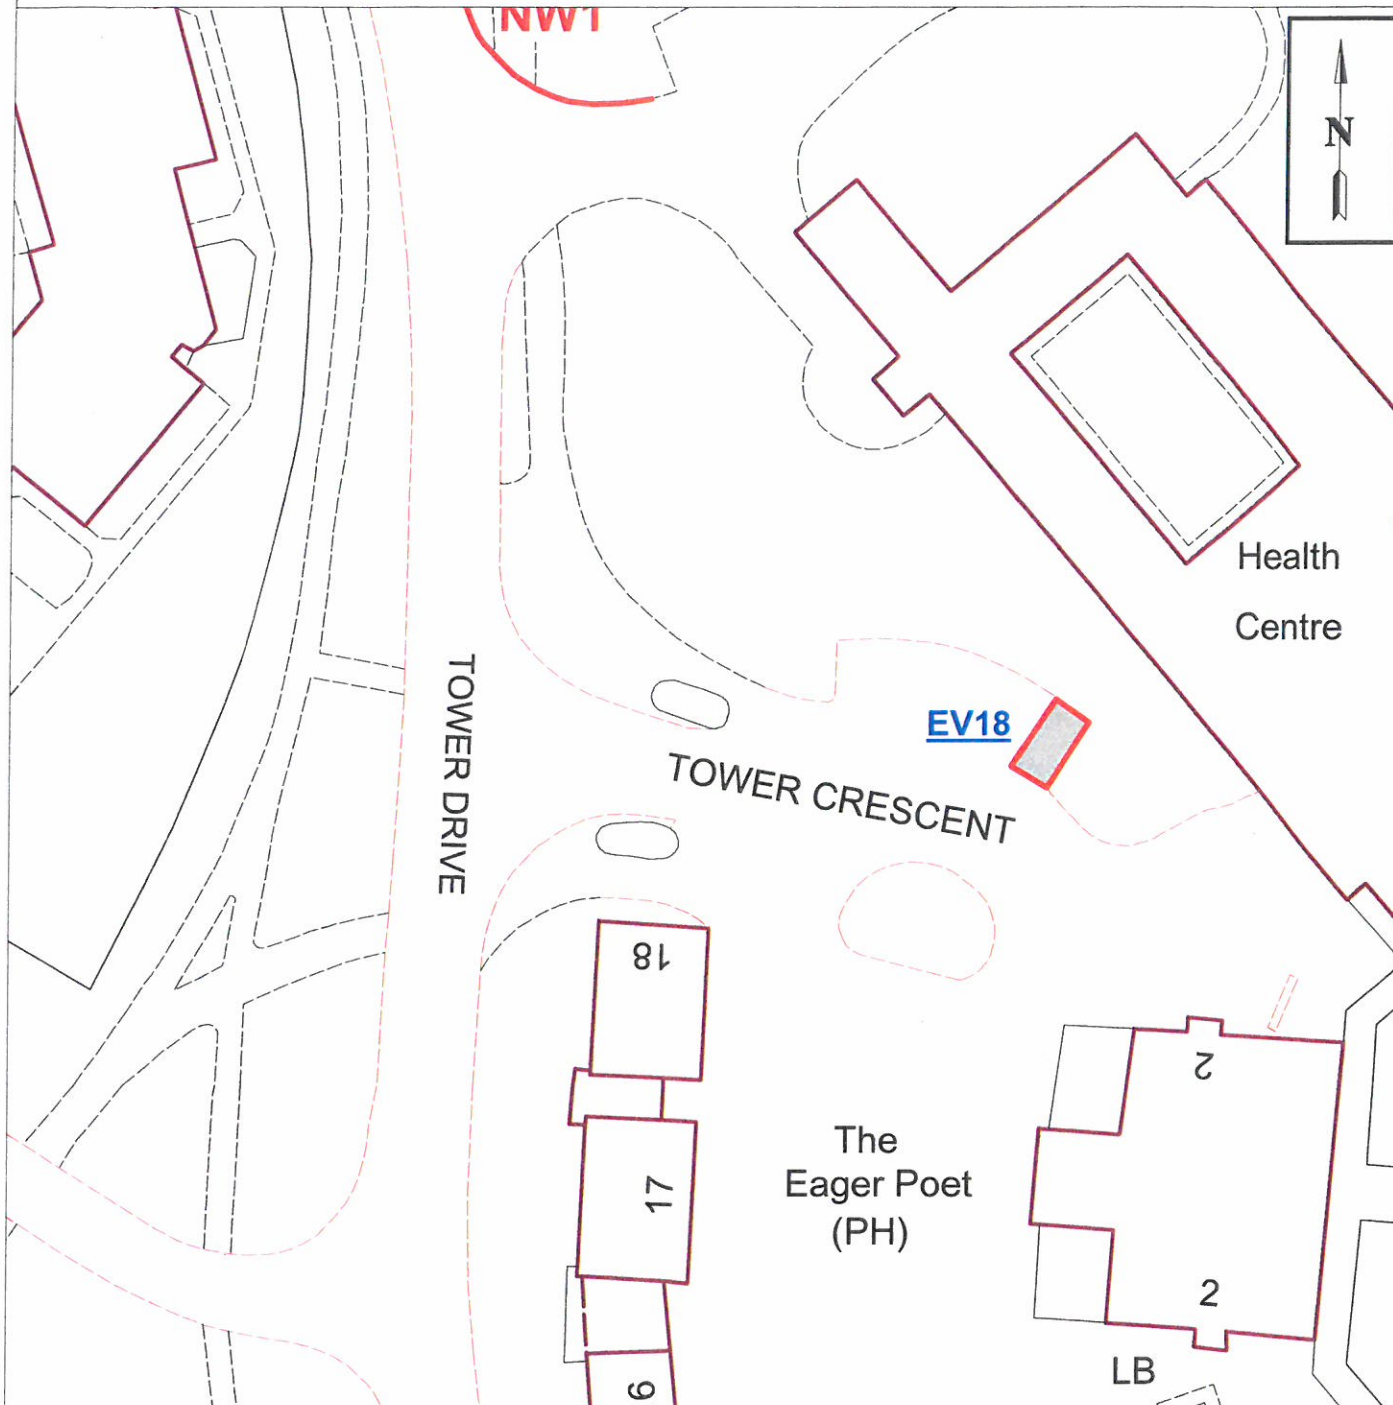 NW1
N
Health
Centre
EV18
TOWER DRIVE
TOWER CRESCENT
18
2
The
Eager Poet
(PH)
17
2
LB